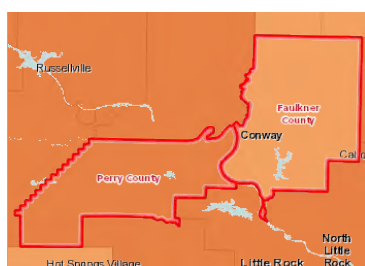 Russellville
Faulkner
County
Conway
Perry County
North
Little
Rock
Little Rock
Hot Springs Village